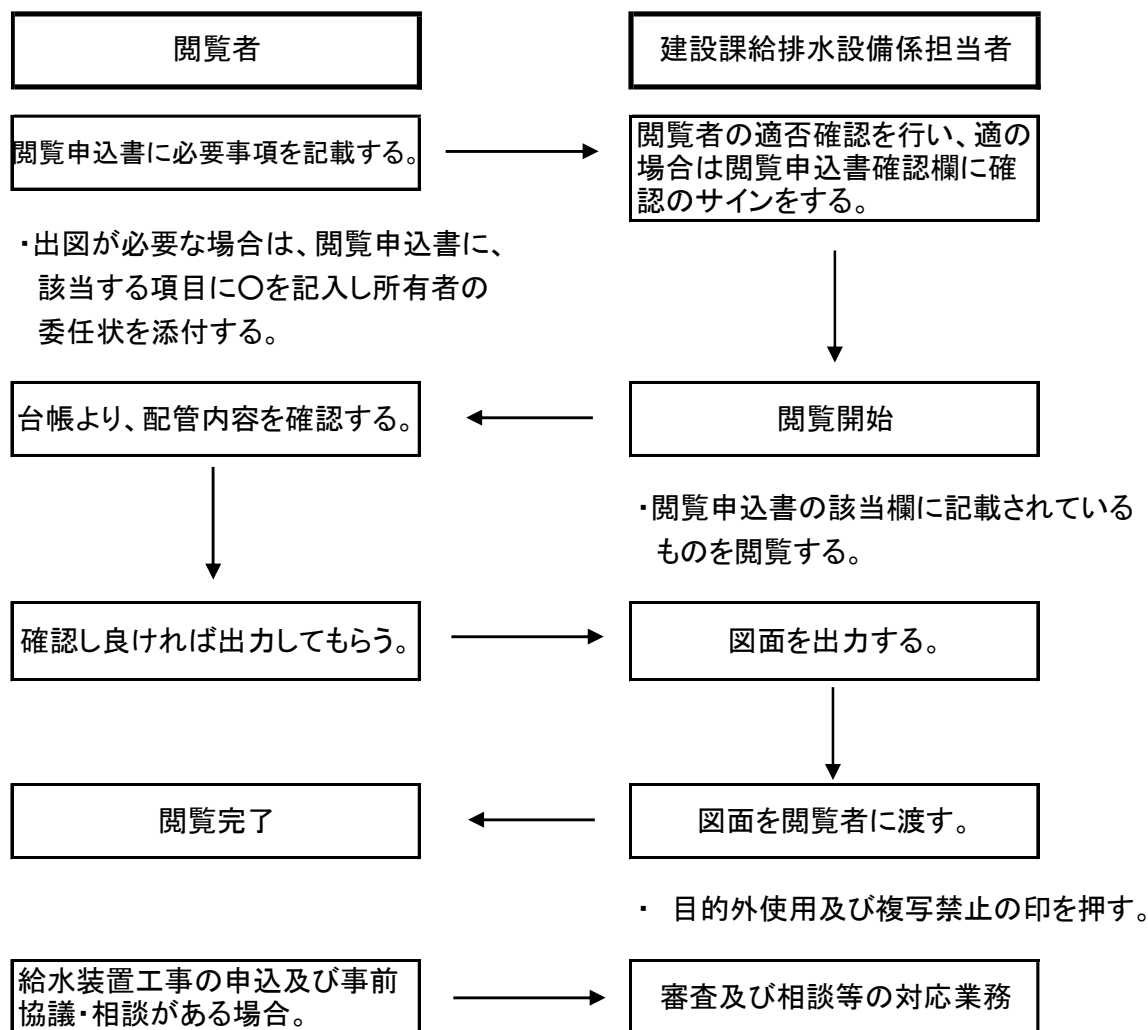 閲覧者
建設課給排水設備係担当者
閲覧申込書に必要事項を記載する。
閲覧者の適否確認を行い、適の
場合は閲覧申込書確認欄に確
認のサインをする。
・出図が必要な場合は、閲覧申込書に、
該当する項目に○を記入し所有者の
委任状を添付する。
台帳より、配管内容を確認する。
閲覧開始
・閲覧申込書の該当欄に記載されている
ものを閲覧する。
確認し良ければ出力してもらう。
図面を出力する。
閲覧完了
図面を閲覧者に渡す。
・ 目的外使用及び複写禁止の印を押す。
給水装置工事の申込及び事前
協議・相談がある場合。
審査及び相談等の対応業務